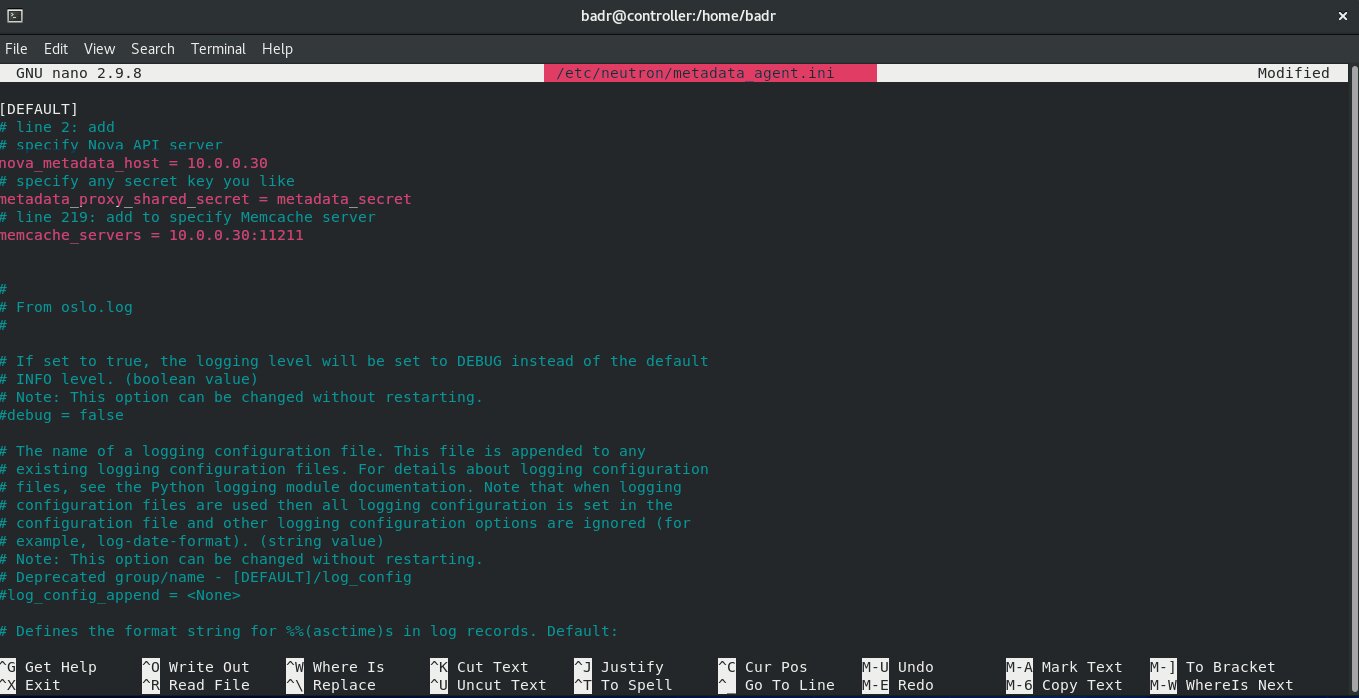 badr@controller:/home/badr
File Edit View Search Terminal Help
GNU nano 2.9.8 /etc/neutron/metadata_agent.ini Modified
[DEFAULT]
# line 2: add
# specify Nova API server
nova_metadata_host = 10.0.0.30
# specify any secret key you like
metadata_proxy_shared_secret = metadata_secret
# line 219: add to specify Memcache server
memcache_servers = 10.0.0.30:11211
#
# From oslo.log
#
# If set to true, the logging level will be set to DEBUG instead of the default
# INFO level. (boolean value)
# Note: This option can be changed without restarting.
#debug = false
# The name of a logging configuration file. This file is appended to any
# existing logging configuration files. For details about logging configuration
# files, see the Python logging module documentation. Note that when logging
# configuration files are used then all logging configuration is set in the
# configuration file and other logging configuration options are ignored (for
# example, log-date-format). (string value)
# Note: This option can be changed without restarting.
# Deprecated group/name - [DEFAULT]/log_config
#log_config_append = <None>
# Defines the format string for %%(asctime)s in log records. Default:
^G Get Help ^O Write Out ^W Where Is ^K Cut Text ^J Justify ^C Cur Pos M-U Undo M-A Mark Text M-] To Bracket
^X Exit ^R Read File ^\ Replace ^U Uncut Text ^T To Spell ^_ Go To Line M-E Redo M-6 Copy Text M-W WhereIs Next